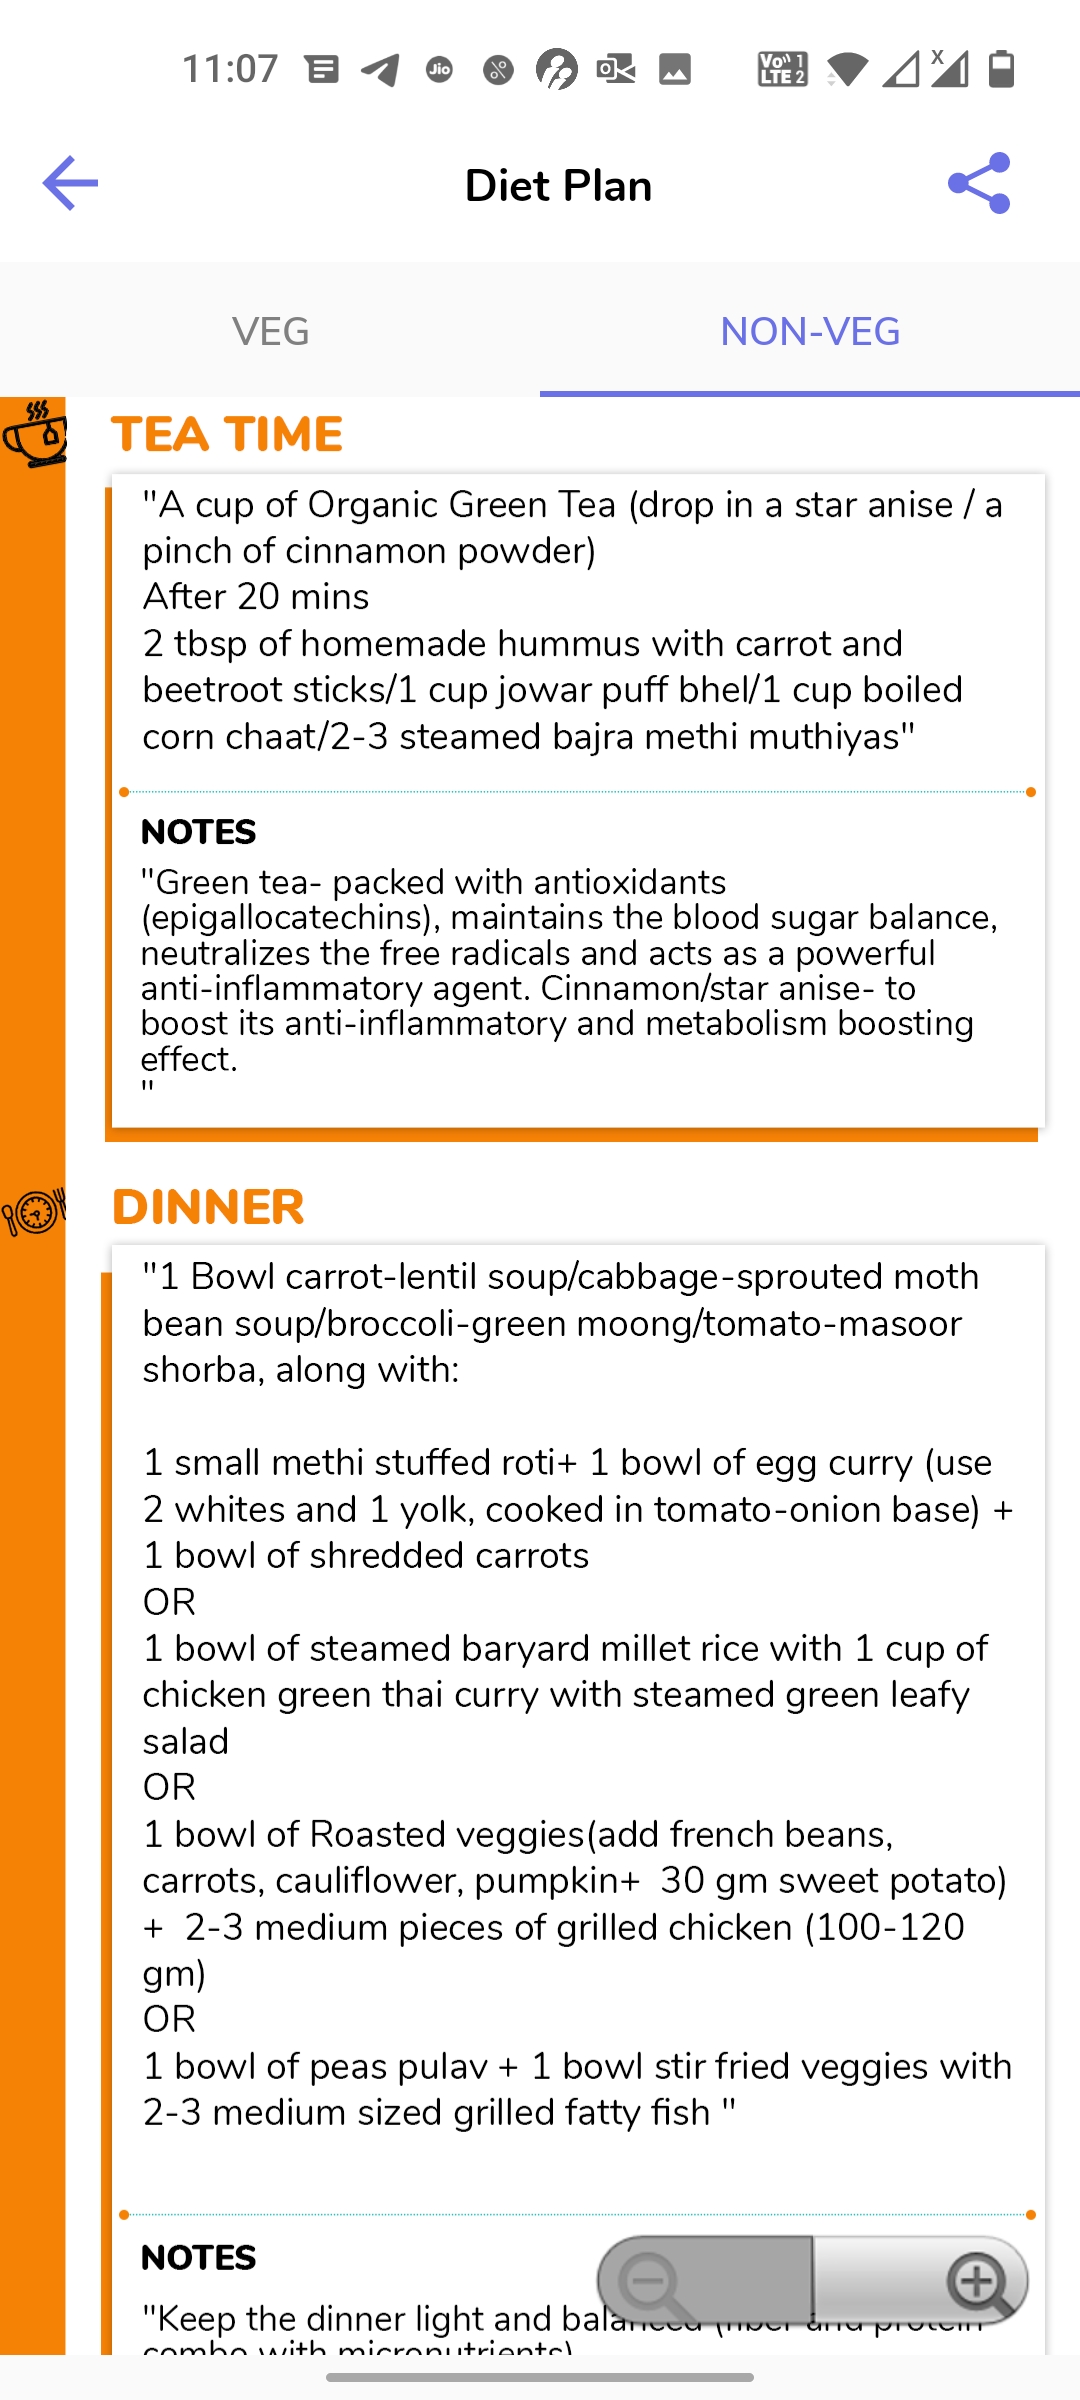 11:07
Jio
Vo)) 1
LTE 2
X
Diet Plan
VEG
NON-VEG
TEA TIME
"A cup of Organic Green Tea (drop in a star anise / a
pinch of cinnamon powder)
After 20 mins
2 tbsp of homemade hummus with carrot and
beetroot sticks/1 cup jowar puff bhel/1 cup boiled
corn chaat/2-3 steamed bajra methi muthiyas"
NOTES
"Green tea- packed with antioxidants
(epigallocatechins), maintains the blood sugar balance,
neutralizes the free radicals and acts as a powerful
anti-inflammatory agent. Cinnamon/star anise- to
boost its anti-inflammatory and metabolism boosting
effect.
"
DINNER
"1 Bowl carrot-lentil soup/cabbage-sprouted moth
bean soup/broccoli-green moong/tomato-masoor
shorba, along with:
1 small methi stuffed roti+ 1 bowl of egg curry (use
2 whites and 1 yolk, cooked in tomato-onion base) +
1 bowl of shredded carrots
OR
1 bowl of steamed baryard millet rice with 1 cup of
chicken green thai curry with steamed green leafy
salad
OR
1 bowl of Roasted veggies(add french beans,
carrots, cauliflower, pumpkin+  30 gm sweet potato)
+  2-3 medium pieces of grilled chicken (100-120
gm)
OR
1 bowl of peas pulav + 1 bowl stir fried veggies with
2-3 medium sized grilled fatty fish "
NOTES
"Keep the dinner light and balanced (fiber and protein
combo with micronutrients)